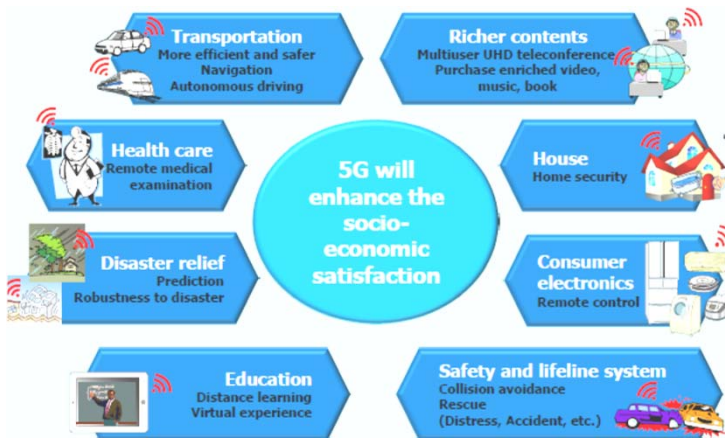 Transportation
More efficient and safer
Navigation
Autonomous driving
Richer contents
Multiuser UHD teleconference
Purchase enriched video,
music, book
Health care
Remote medical
examination
5G will
enhance the
socio-
economic
satisfaction
House
Home security
Disaster relief
Prediction
Robustness to disaster
Consumer
electronics
Remote control
Education
Distance learning
Virtual experience
Safety and lifeline system
Collision avoidance
Rescue
(Distress, Accident, etc.)